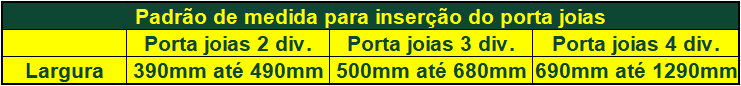 Padrão de medida para inserção do porta joias
Porta joias 2 div. Porta joias 3 div. Porta joias 4 div.
Largura 390mm até 490mm 500mm até 680mm 690mm até 1290mm